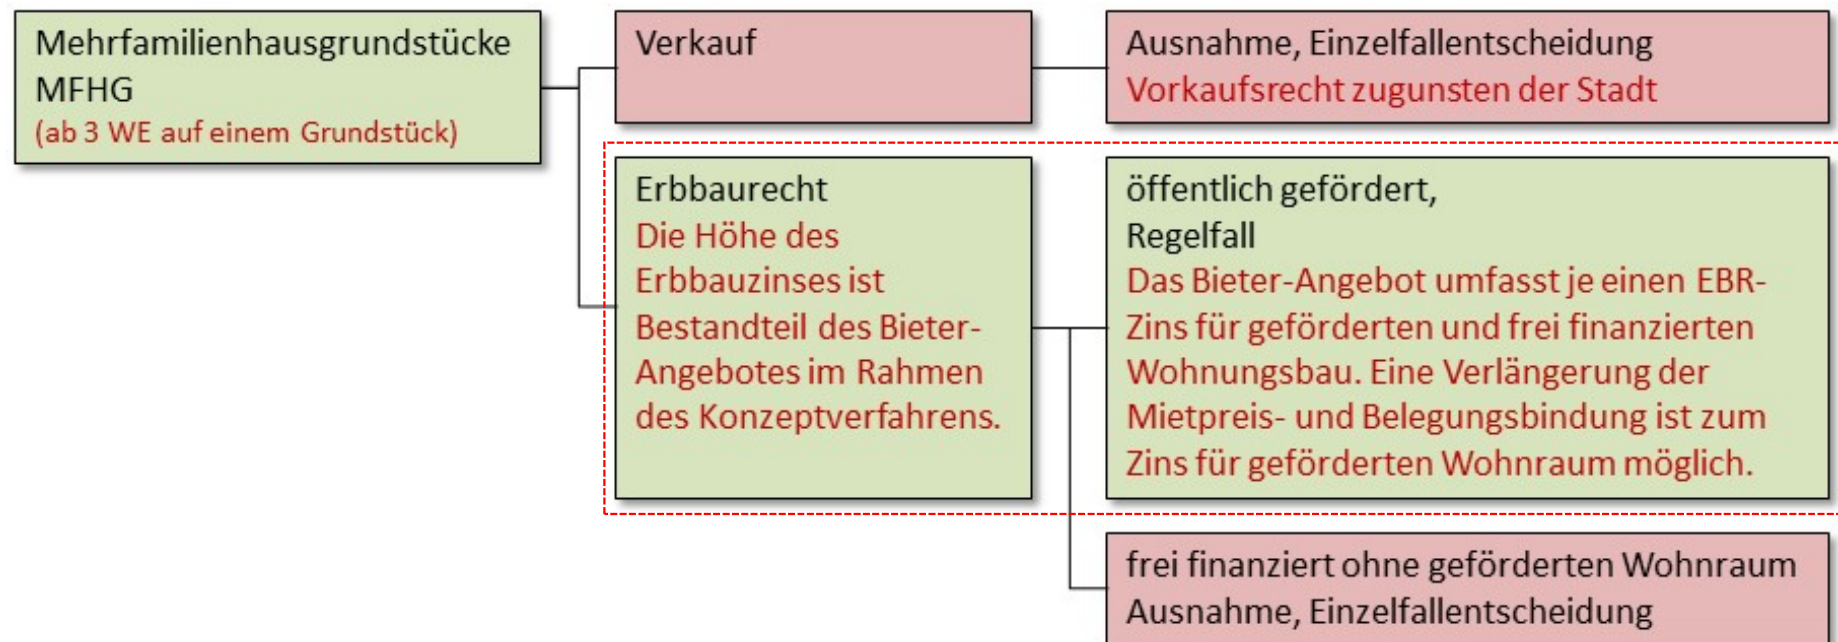 Mehrfamilienhausgrundstücke
MFHG
(ab 3 WE auf einem Grundstück)
Verkauf
Ausnahme, Einzelfallentscheidung
Vorkaufsrecht zugunsten der Stadt
Erbbaurecht
Die Höhe des
Erbbauzinses ist
Bestandteil des Bieter-
Angebotes im Rahmen
des Konzeptverfahrens.
öffentlich gefördert,
Regelfall
Das Bieter-Angebot umfasst je einen EBR-
Zins für geförderten und frei finanzierten
Wohnungsbau. Eine Verlängerung der
Mietpreis- und Belegungsbindung ist zum
Zins für geförderten Wohnraum möglich.
frei finanziert ohne geförderten Wohnraum
Ausnahme, Einzelfallentscheidung